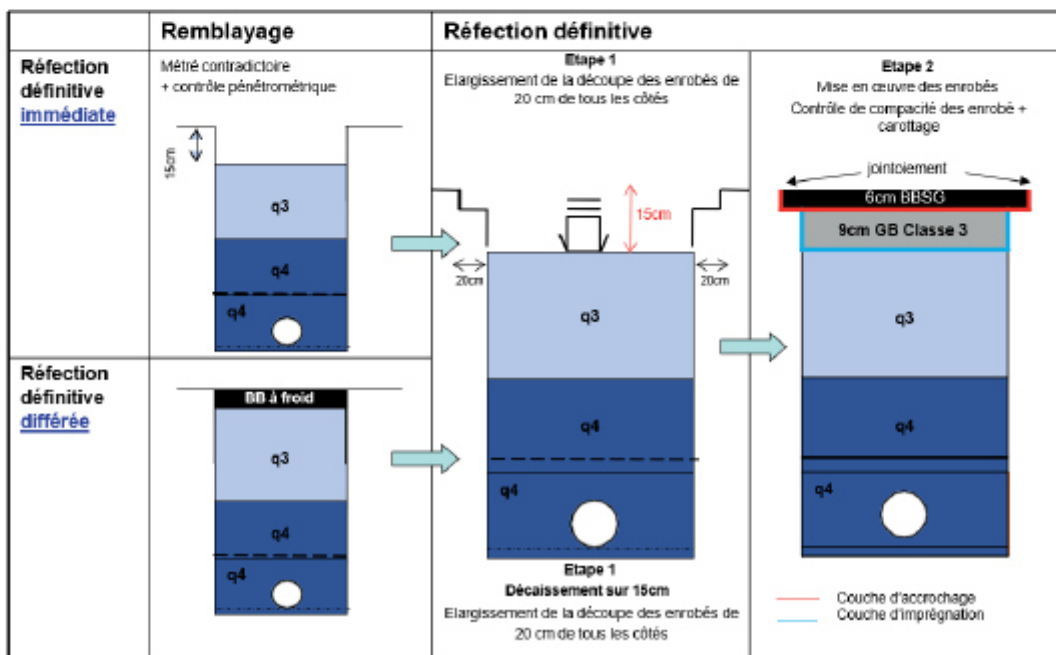 Remblayage
Réfection définitive
Réfection
définitive
immédiate
Métré contradictoire
+ contrôle pénétrométrique
15cm
q3
q4
q4
Etape 1
Elargissement de la découpe des enrobés de
20 cm de tous les côtés
15cm
20cm
20cm
q3
q4
q4
Etape 1
Décaissement sur 15cm
Elargissement de la découpe des enrobés de
20 cm de tous les côtés
Etape 2
Mise en œuvre des enrobés
Contrôle de compacité des enrobé +
carottage
jointoiement
6cm BBSG
9cm GB Classe 3
q3
q4
q4
Couche d'accrochage
Couche d'imprégnation
Réfection
définitive
différée
BB à froid
q3
q4
q4